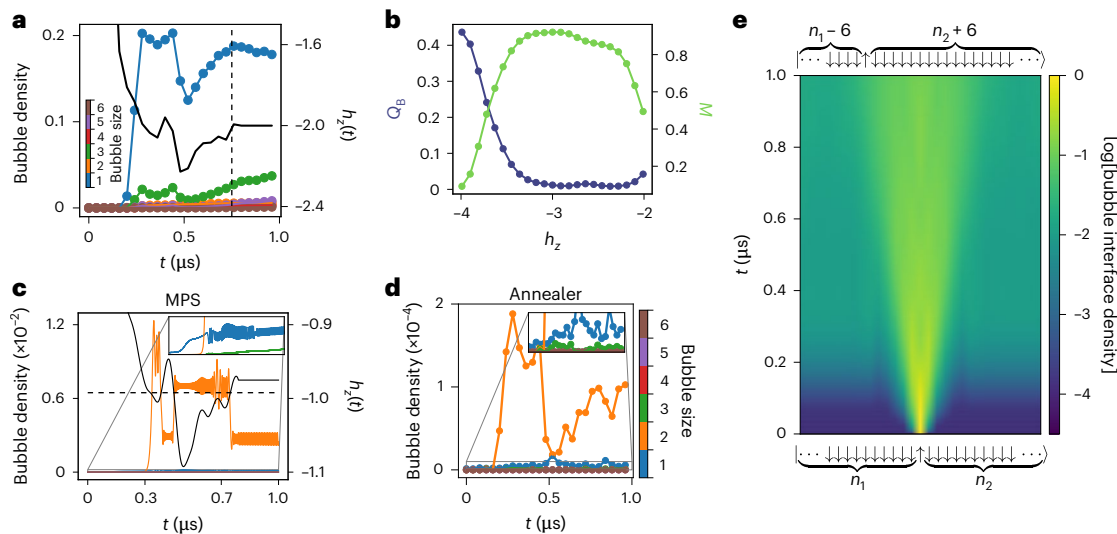 a
0.2
0.1
0
Bubble density
6
5
4
3
2
1
Bubble size
−1.6
−2.0
−2.4
h_z(t)
0
0.5
1.0
t (μs)
b
0.4
0.3
0.2
0.1
0
Q_B
0.8
0.6
0.4
0.2
M
−4
−3
−2
h_z
c
MPS
1.2
0.6
0
Bubble density (×10⁻²)
−0.9
−1.0
−1.1
h_z(t)
0
0.3
0.7
1.0
t (μs)
d
Annealer
2
1
0
Bubble density (×10⁻⁴)
0
0.5
1.0
t (μs)
6
5
4
3
2
1
Bubble size
e
n₁ − 6
n₂ + 6
|··· ↓↓↓↓↑↓↓↓↓↓↓↓↓↓↓↓↓↓↓ ···⟩
1.0
0.8
0.6
0.4
0.2
0
t (μs)
0
−1
−2
−3
−4
log[bubble interface density]
|··· ↓↓↓↓↓↓↓↓↓↓↑↓↓↓↓↓↓↓↓↓↓ ···⟩
n₁
n₂